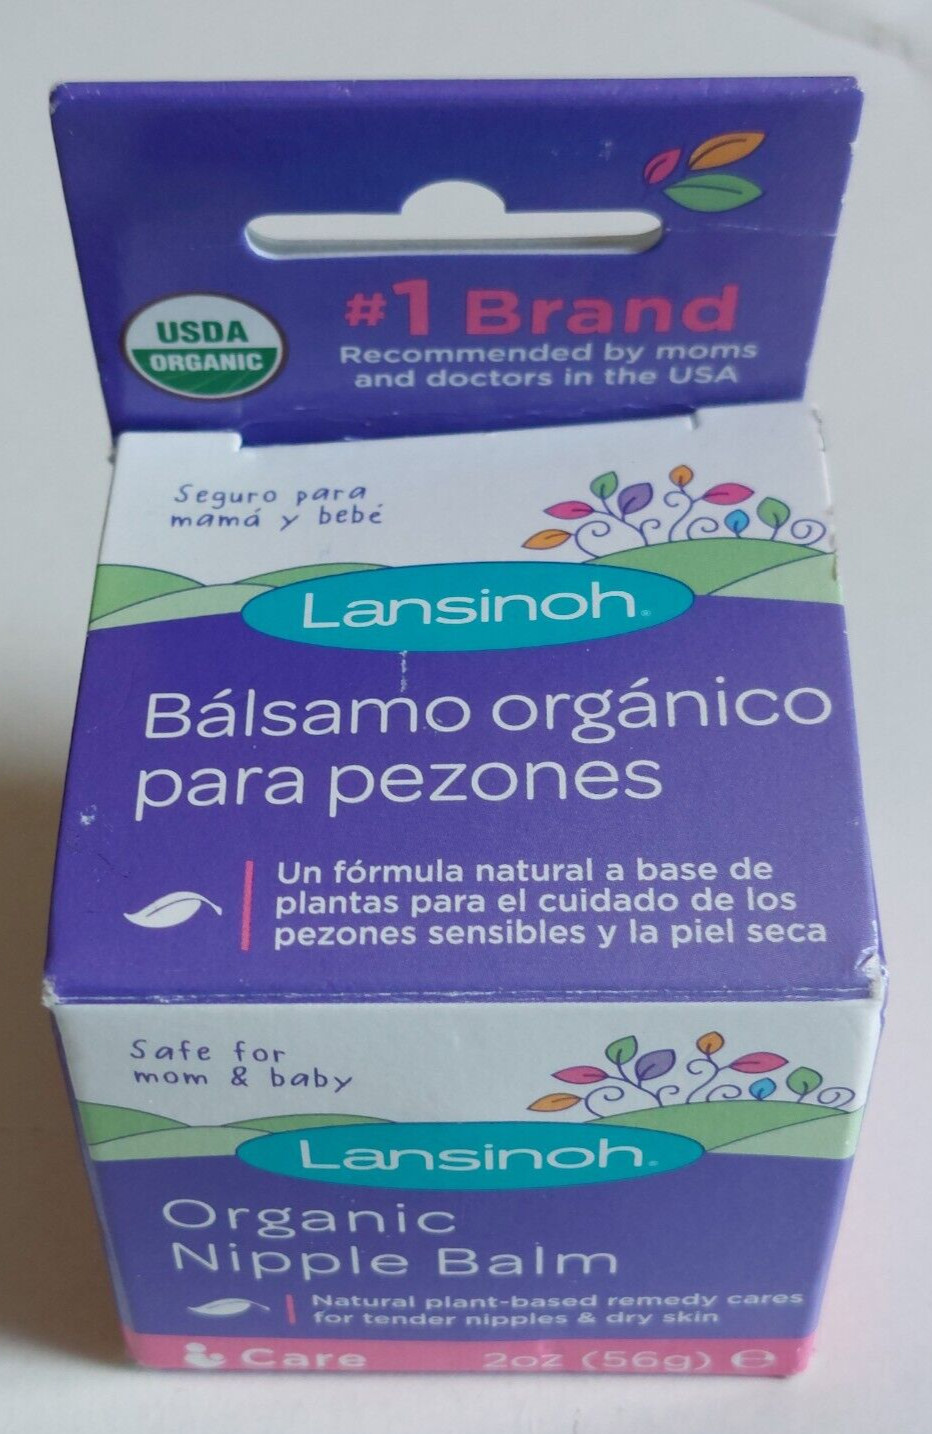 #1 Brand
Recommended by moms
and doctors in the USA
USDA
ORGANIC
Seguro para
mamá y bebé
Lansinoh®
Bálsamo orgánico
para pezones
Un fórmula natural a base de
plantas para el cuidado de los
pezones sensibles y la piel seca
Safe for
mom & baby
Lansinoh®
Organic
Nipple Balm
Natural plant-based remedy cares
for tender nipples & dry skin
Care 2oz (56g) ℮